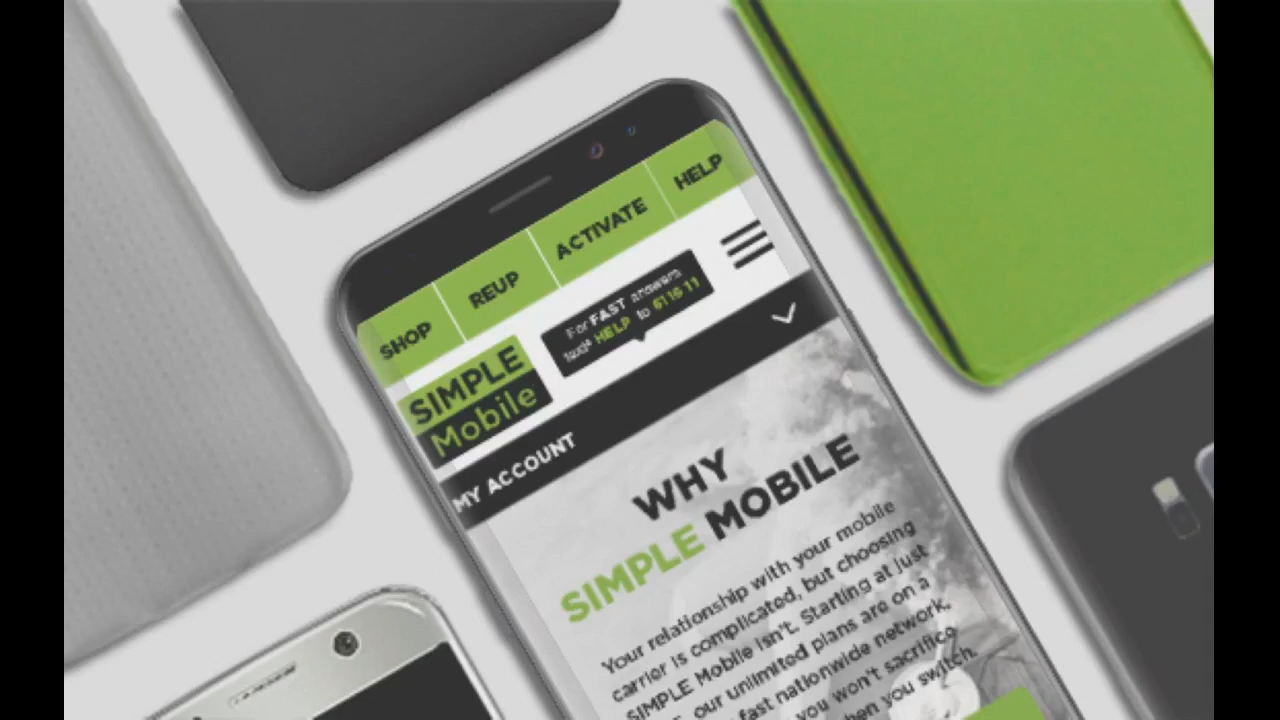 SHOP REUP ACTIVATE HELP
SIMPLE
Mobile
For FAST answers
HELP to 611611
MY ACCOUNT
WHY
SIMPLE MOBILE
Your relationship with your mobile
carrier is complicated, but choosing
SIMPLE Mobile isn't. Starting at just
, our unlimited plans are on a
fast nationwide network,
you won't sacrifice
when you switch.